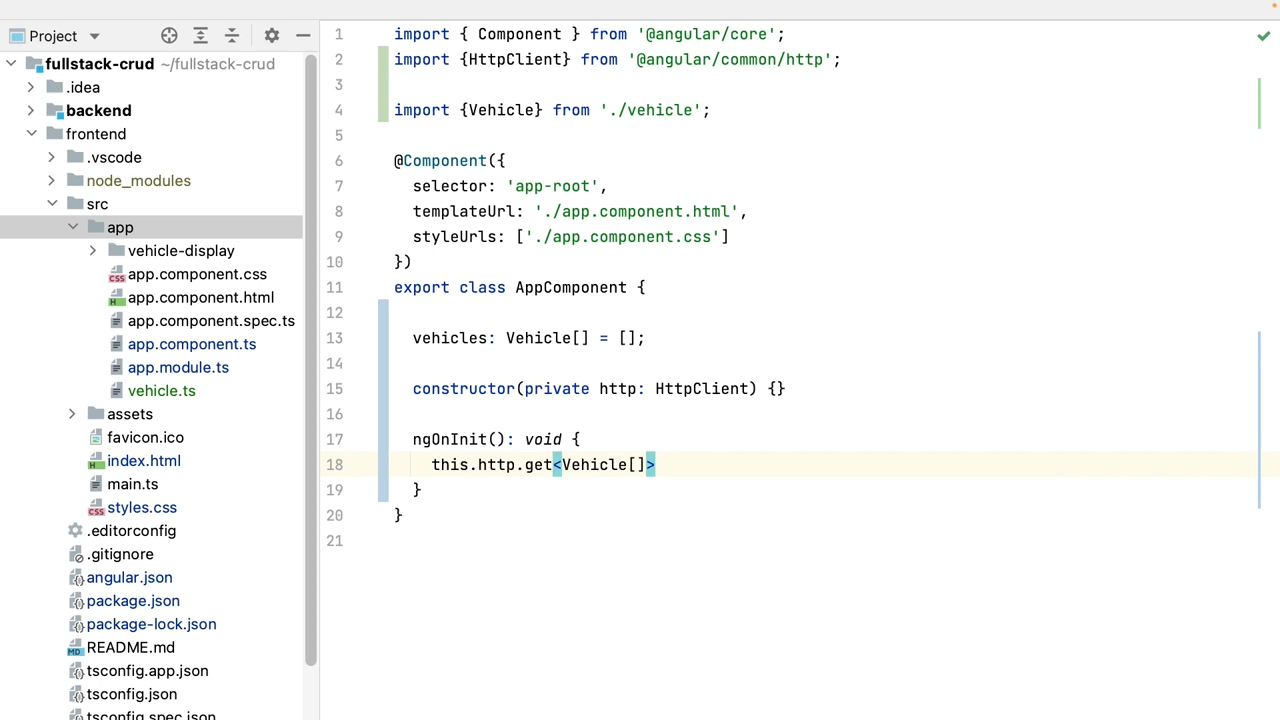 Project
fullstack-crud ~/fullstack-crud
.idea
backend
frontend
.vscode
node_modules
src
app
vehicle-display
app.component.css
app.component.html
app.component.spec.ts
app.component.ts
app.module.ts
vehicle.ts
assets
favicon.ico
index.html
main.ts
styles.css
.editorconfig
.gitignore
angular.json
package.json
package-lock.json
README.md
tsconfig.app.json
tsconfig.json
tsconfig.spec.json
1 import { Component } from '@angular/core';
2 import {HttpClient} from '@angular/common/http';
3
4 import {Vehicle} from './vehicle';
5
6 @Component({
7 selector: 'app-root',
8 templateUrl: './app.component.html',
9 styleUrls: ['./app.component.css']
10 })
11 export class AppComponent {
12
13 vehicles: Vehicle[] = [];
14
15 constructor(private http: HttpClient) {}
16
17 ngOnInit(): void {
18 this.http.get<Vehicle[]>
19 }
20 }
21